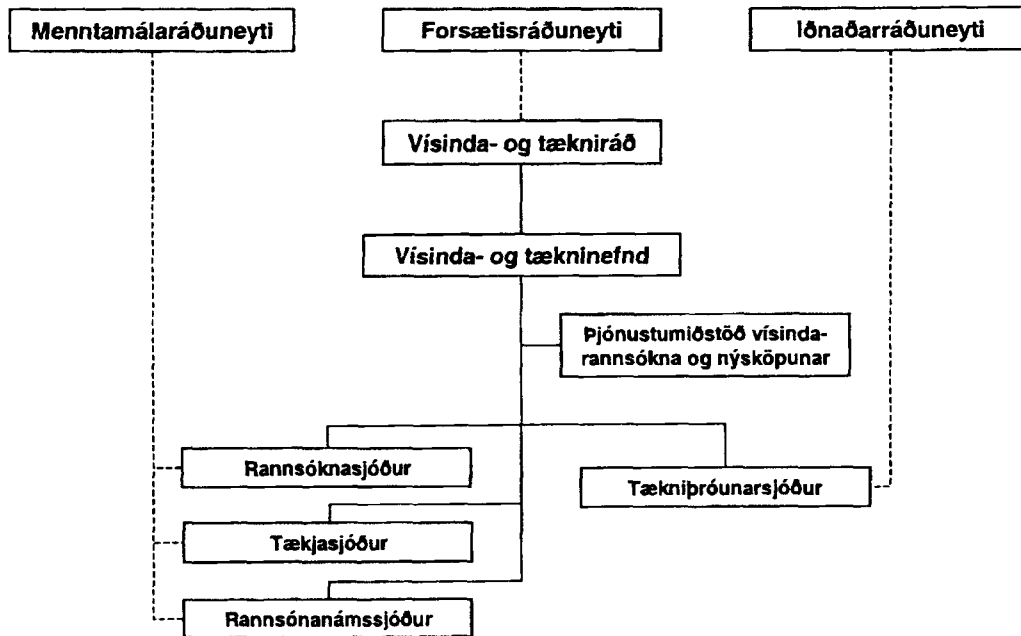 Menntamálaráðuneyti
Forsætisráðuneyti
Iðnaðarráðuneyti
Vísinda- og tækniráð
Vísinda- og tækninefnd
Þjónustumiðstöð vísinda-
rannsókna og nýsköpunar
Rannsóknasjóður
Tækniþróunarsjóður
Tækjasjóður
Rannsónanámssjóður